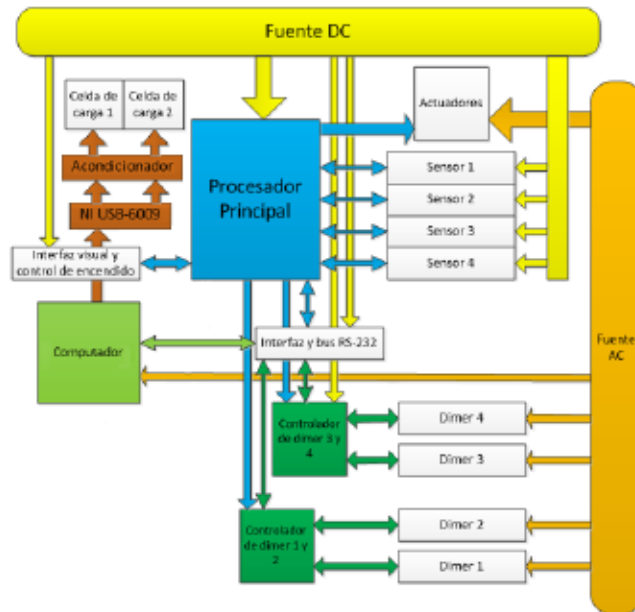 Fuente DC
Celda de
carga 1
Celda de
carga 2
Actuadores
Acondicionador
NI USB-6009
Procesador
Principal
Sensor 1
Sensor 2
Sensor 3
Sensor 4
Interfaz visual y
control de encendido
Computador
Interfaz y bus RS-232
Fuente
AC
Controlador
de dimer 3 y
4
Dimer 4
Dimer 3
Controlador
de dimer 1 y
2
Dimer 2
Dimer 1